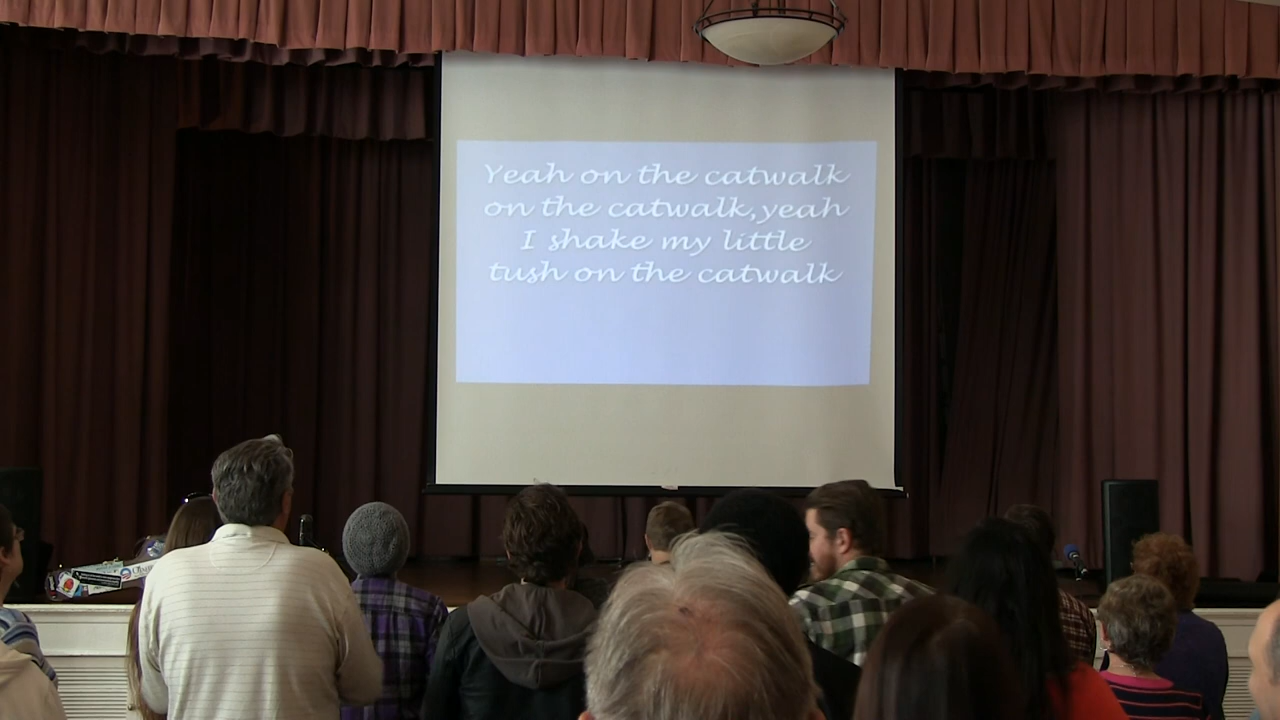 Yeah on the catwalk
on the catwalk, yeah
I shake my little
tush on the catwalk